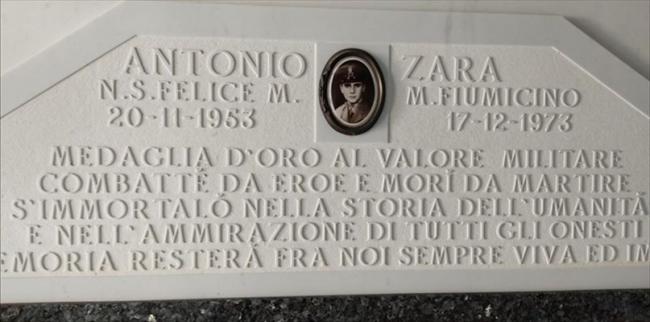 ANTONIO ZARA
N.S.FELICE M. M.FIUMICINO
20-11-1953 17-12-1973
MEDAGLIA D'ORO AL VALORE MILITARE
COMBATTÉ DA EROE E MORÍ DA MARTIRE
S'IMMORTALÓ NELLA STORIA DELL'UMANITÀ
E NELL'AMMIRAZIONE DI TUTTI GLI ONESTI
EMORIA RESTERÁ FRA NOI SEMPRE VIVA ED IM